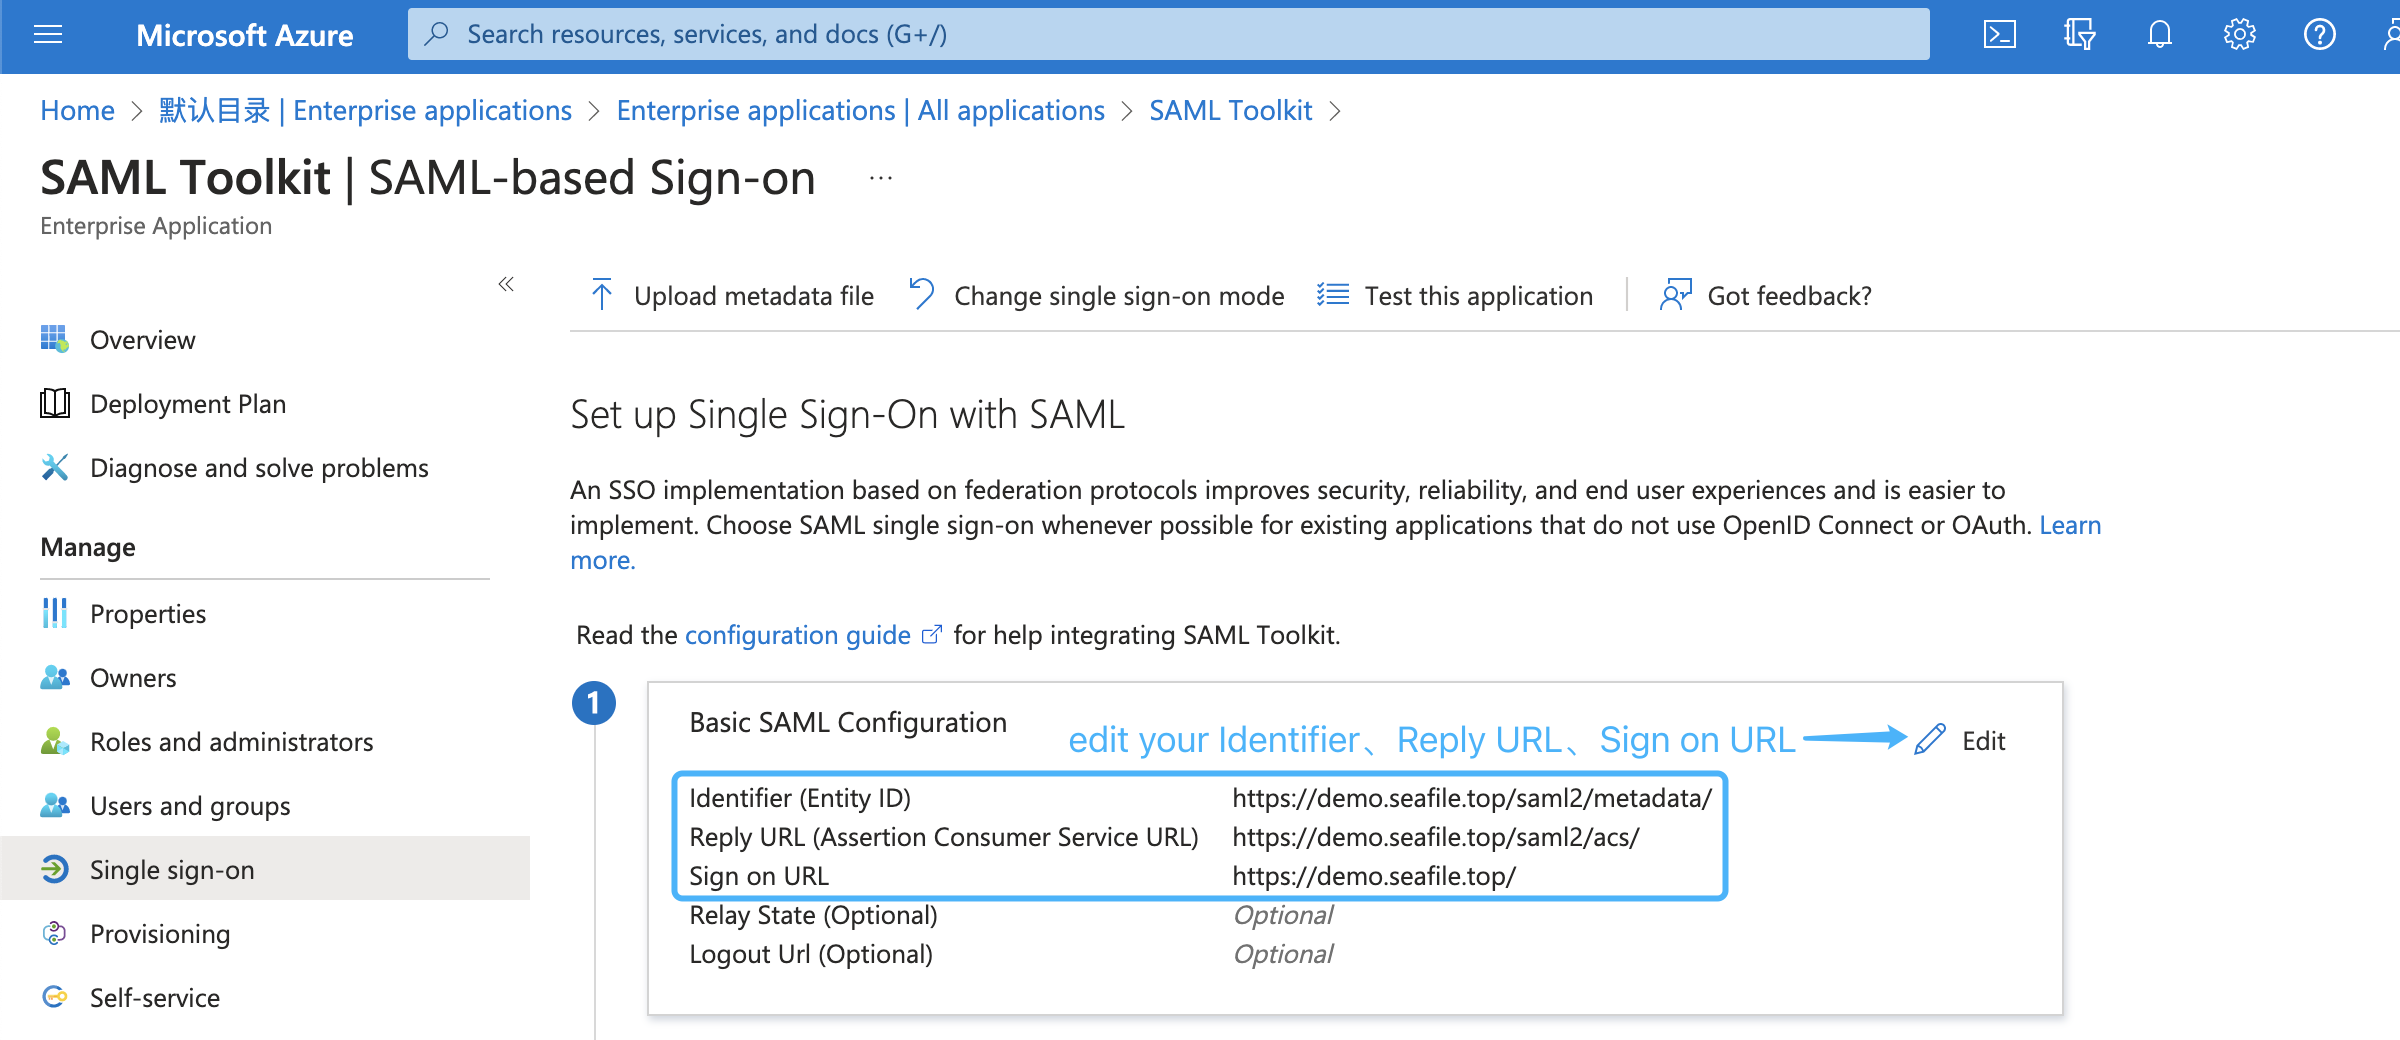 Microsoft Azure
Search resources, services, and docs (G+/)
Home > 默认目录 | Enterprise applications > Enterprise applications | All applications > SAML Toolkit >
SAML Toolkit | SAML-based Sign-on ...
Enterprise Application
«
Upload metadata file Change single sign-on mode Test this application | Got feedback?
Overview
Deployment Plan
Diagnose and solve problems
Manage
Properties
Owners
Roles and administrators
Users and groups
Single sign-on
Provisioning
Self-service
Set up Single Sign-On with SAML
An SSO implementation based on federation protocols improves security, reliability, and end user experiences and is easier to
implement. Choose SAML single sign-on whenever possible for existing applications that do not use OpenID Connect or OAuth. Learn
more.
Read the configuration guide for help integrating SAML Toolkit.
1
Basic SAML Configuration
edit your Identifier、Reply URL、Sign on URL
Edit
Identifier (Entity ID) https://demo.seafile.top/saml2/metadata/
Reply URL (Assertion Consumer Service URL) https://demo.seafile.top/saml2/acs/
Sign on URL https://demo.seafile.top/
Relay State (Optional) Optional
Logout Url (Optional) Optional